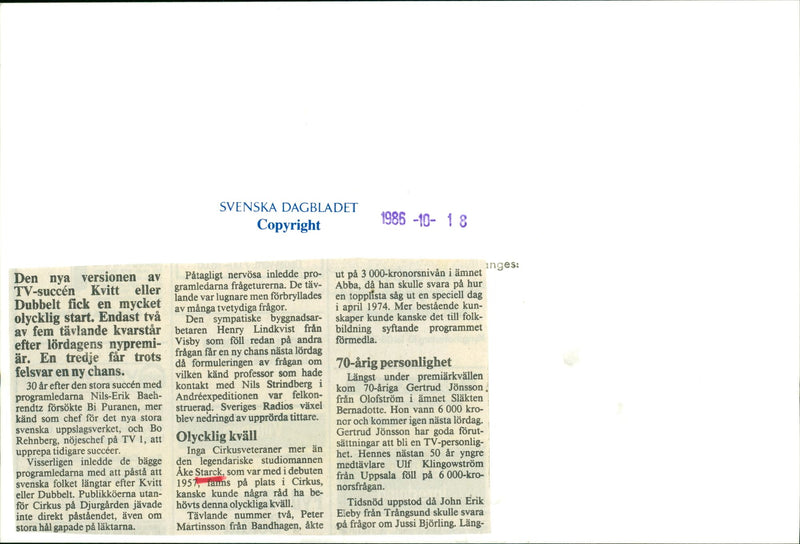 SVENSKA DAGBLADET
Copyright
1986 -10- 18
inges:
Den nya versionen av
TV-succén Kvitt eller
Dubbelt fick en mycket
olycklig start. Endast två
av fem tävlande kvarstår
efter lördagens nypremi-
är. En tredje får trots
felsvar en ny chans.
30 år efter den stora succén med
programledarna Nils-Erik Baeh-
rendtz försökte Bi Puranen, mer
känd som chef för det nya stora
svenska uppslagsverket, och Bo
Rehnberg, nöjeschef på TV 1, att
upprepa tidigare succéer.
Visserligen inledde de bägge
programledarna med att påstå att
svenska folket längtar efter Kvitt
eller Dubbelt. Publikköerna utan-
för Cirkus på Djurgården jävade
inte direkt påståendet, även om
stora hål gapade på läktarna.
Påtagligt nervösa inledde pro-
gramledarna frågeturerna. De täv-
lande var lugnare men förbryllades
av många tvetydiga frågor.
Den sympatiske byggnadsar-
betaren Henry Lindkvist från
Visby som föll redan på andra
frågan får en ny chans nästa lördag
då formuleringen av frågan om
vilken känd professor som hade
kontakt med Nils Strindberg i
Andréexpeditionen var felkon-
struerad. Sveriges Radios växel
blev nedringd av upprörda tittare.
Olycklig kväll
Inga Cirkusveteraner mer än
den legendariske studiomannen
Åke Starck, som var med i debuten
1957, fanns på plats i Cirkus,
kanske kunde några råd ha be-
hövts denna olyckliga kväll.
Tävlande nummer två, Peter
Martinsson från Bandhagen, åkte
ut på 3 000-kronorsnivån i ämnet
Abba, då han skulle svara på hur
en topplista såg ut en speciell dag
i april 1974. Mer bestående kun-
skaper kunde kanske det till folk-
bildning syftande programmet
förmedla.
70-årig personlighet
Längst under premiärkvällen
kom 70-åriga Gertrud Jönsson
från Olofström i ämnet Släkten
Bernadotte. Hon vann 6 000 kro-
nor och kommer igen nästa lördag.
Gertrud Jönsson har goda förut-
sättningar att bli en TV-personlig-
het. Hennes nästan 50 år yngre
medtävlare Ulf Klingowström
från Uppsala föll på 6 000-kro-
norsfrågan.
Tidsnöd uppstod då John Erik
Eleby från Trångsund skulle svara
på frågor om Jussi Björling. Läng-